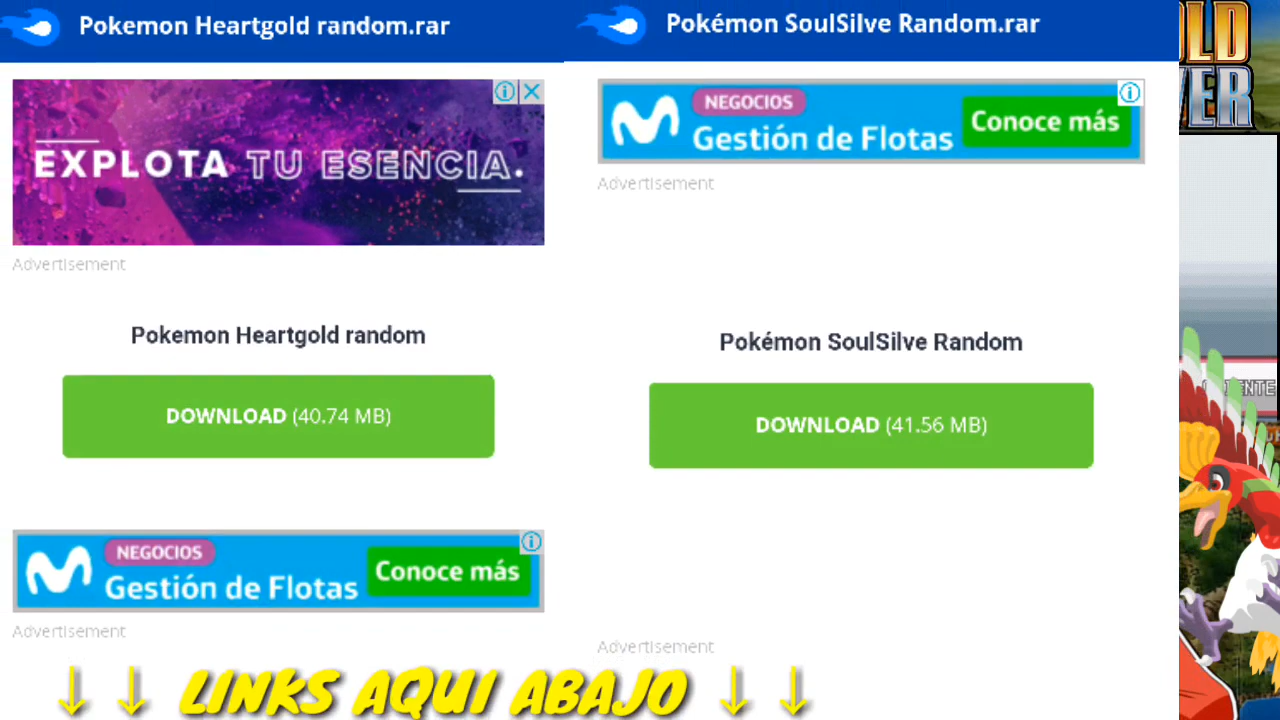 Pokemon Heartgold random.rar
EXPLOTA TU ESENCIA.
Advertisement
Pokemon Heartgold random
DOWNLOAD (40.74 MB)
NEGOCIOS
Gestión de Flotas
Conoce más
Advertisement
Pokémon SoulSilve Random.rar
NEGOCIOS
Gestión de Flotas
Conoce más
Advertisement
Pokémon SoulSilve Random
DOWNLOAD (41.56 MB)
Advertisement
↓ ↓ LINKS AQUI ABAJO ↓ ↓